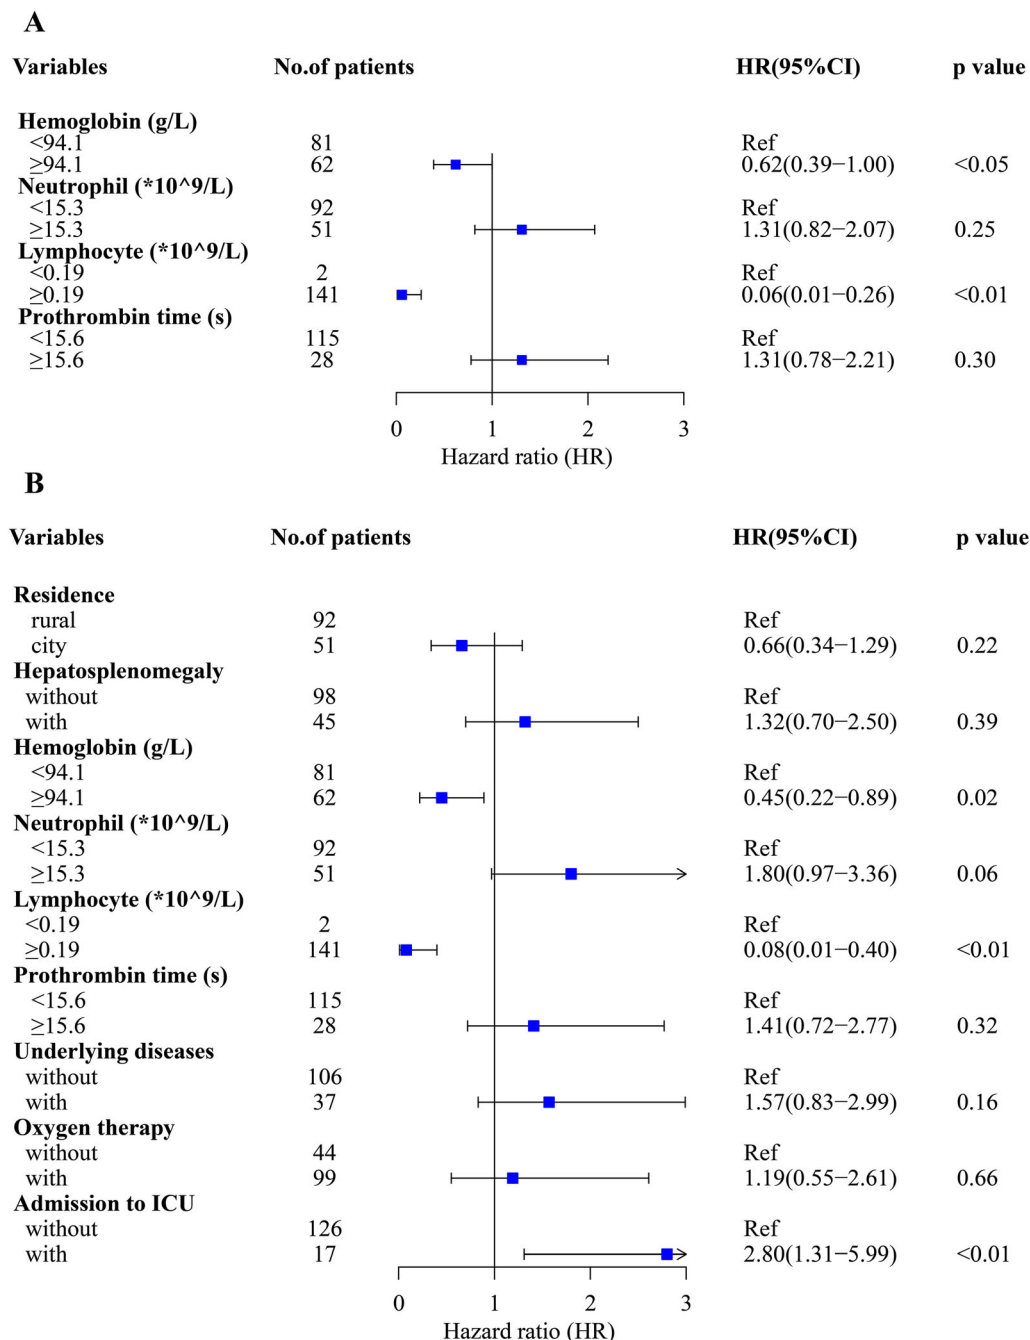 A
Variables No.of patients HR(95%CI) p value
Hemoglobin (g/L)
<94.1 81 Ref
≥94.1 62 0.62(0.39−1.00) <0.05
Neutrophil (*10^9/L)
<15.3 92 Ref
≥15.3 51 1.31(0.82−2.07) 0.25
Lymphocyte (*10^9/L)
<0.19 2 Ref
≥0.19 141 0.06(0.01−0.26) <0.01
Prothrombin time (s)
<15.6 115 Ref
≥15.6 28 1.31(0.78−2.21) 0.30
0 1 2 3
Hazard ratio (HR)
B
Variables No.of patients HR(95%CI) p value
Residence
rural 92 Ref
city 51 0.66(0.34−1.29) 0.22
Hepatosplenomegaly
without 98 Ref
with 45 1.32(0.70−2.50) 0.39
Hemoglobin (g/L)
<94.1 81 Ref
≥94.1 62 0.45(0.22−0.89) 0.02
Neutrophil (*10^9/L)
<15.3 92 Ref
≥15.3 51 1.80(0.97−3.36) 0.06
Lymphocyte (*10^9/L)
<0.19 2 Ref
≥0.19 141 0.08(0.01−0.40) <0.01
Prothrombin time (s)
<15.6 115 Ref
≥15.6 28 1.41(0.72−2.77) 0.32
Underlying diseases
without 106 Ref
with 37 1.57(0.83−2.99) 0.16
Oxygen therapy
without 44 Ref
with 99 1.19(0.55−2.61) 0.66
Admission to ICU
without 126 Ref
with 17 2.80(1.31−5.99) <0.01
0 1 2 3
Hazard ratio (HR)